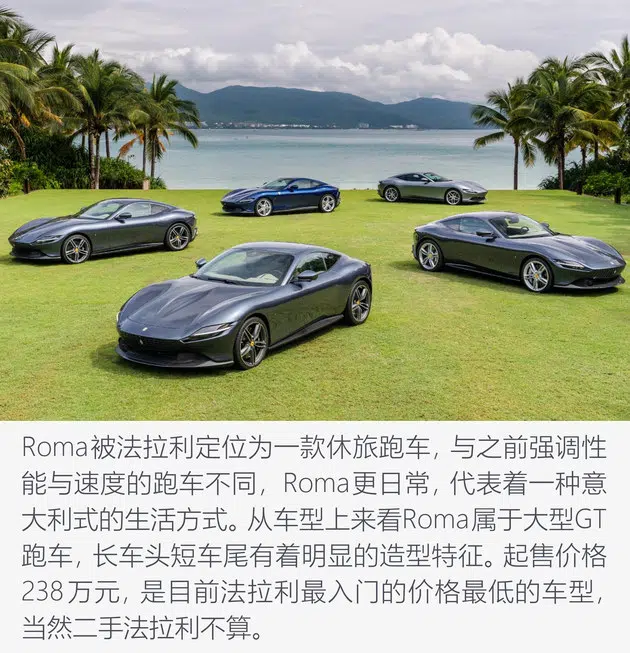 Roma被法拉利定位为一款休旅跑车，与之前强调性
能与速度的跑车不同，Roma更日常，代表着一种意
大利式的生活方式。从车型上来看Roma属于大型GT
跑车，长车头短车尾有着明显的造型特征。起售价格
238万元，是目前法拉利最入门的价格最低的车型，
当然二手法拉利不算。